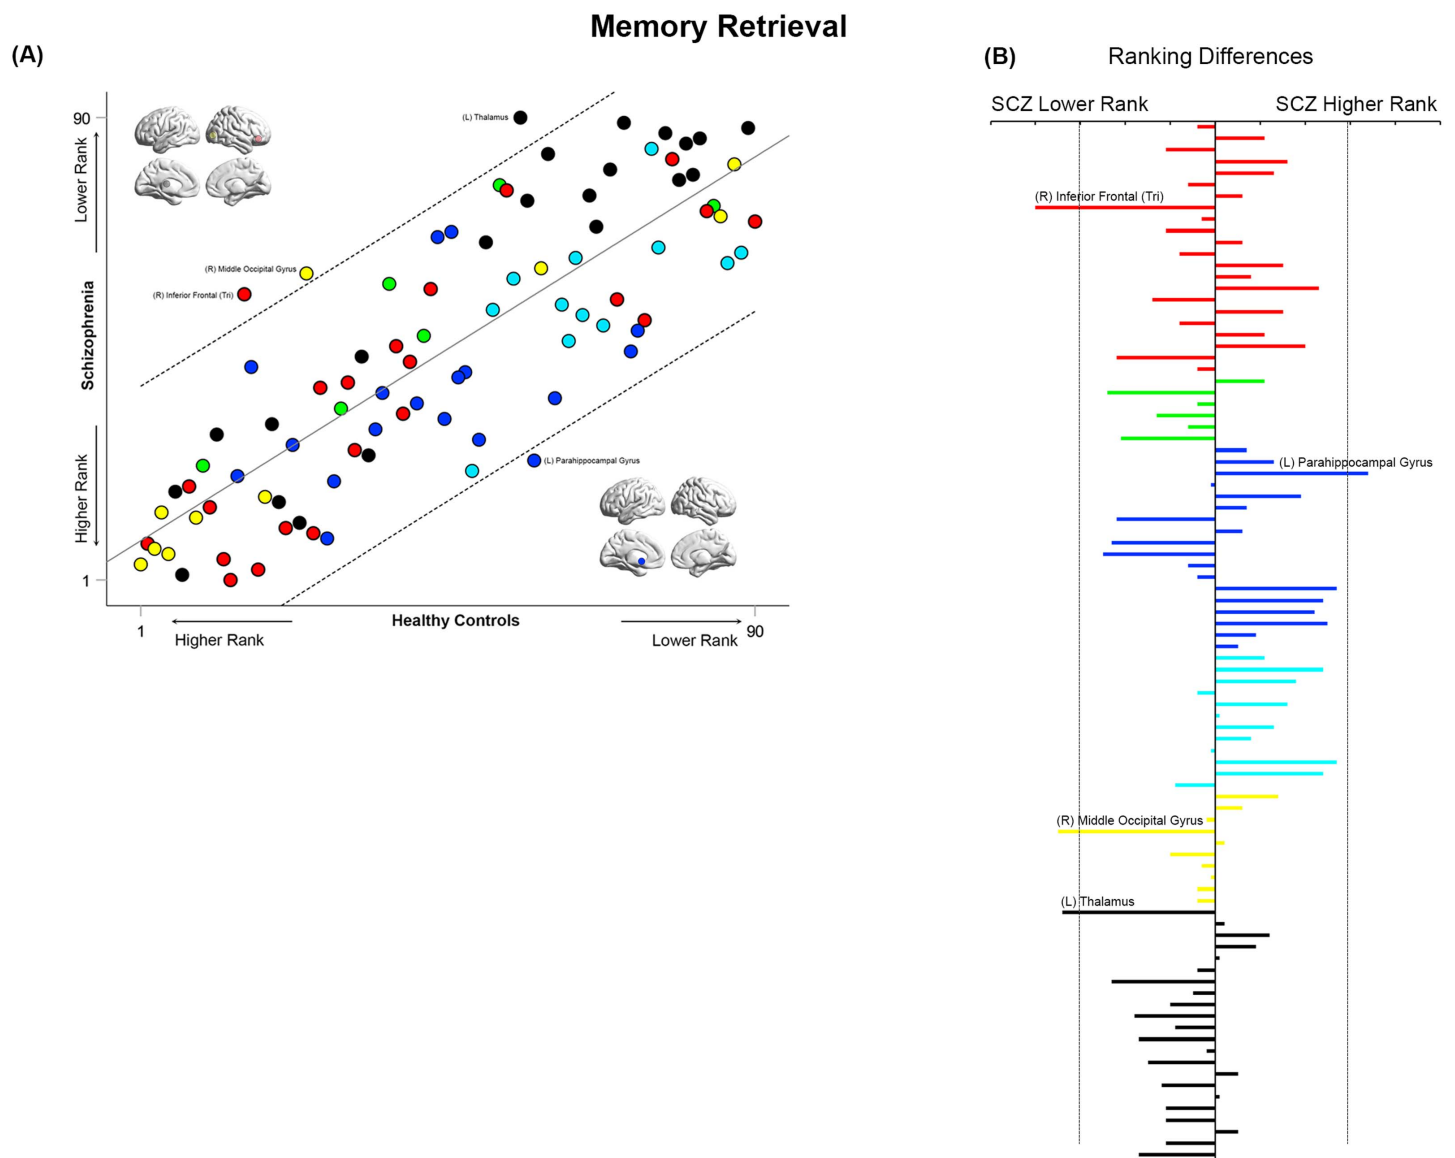 Memory Retrieval
(A)
90
Lower Rank
Schizophrenia
Higher Rank
1
(L) Thalamus
(R) Middle Occipital Gyrus
(R) Inferior Frontal (Tri)
(L) Parahippocampal Gyrus
1
Higher Rank
Healthy Controls
Lower Rank
90
(B)
Ranking Differences
SCZ Lower Rank
SCZ Higher Rank
(R) Inferior Frontal (Tri)
(L) Parahippocampal Gyrus
(R) Middle Occipital Gyrus
(L) Thalamus